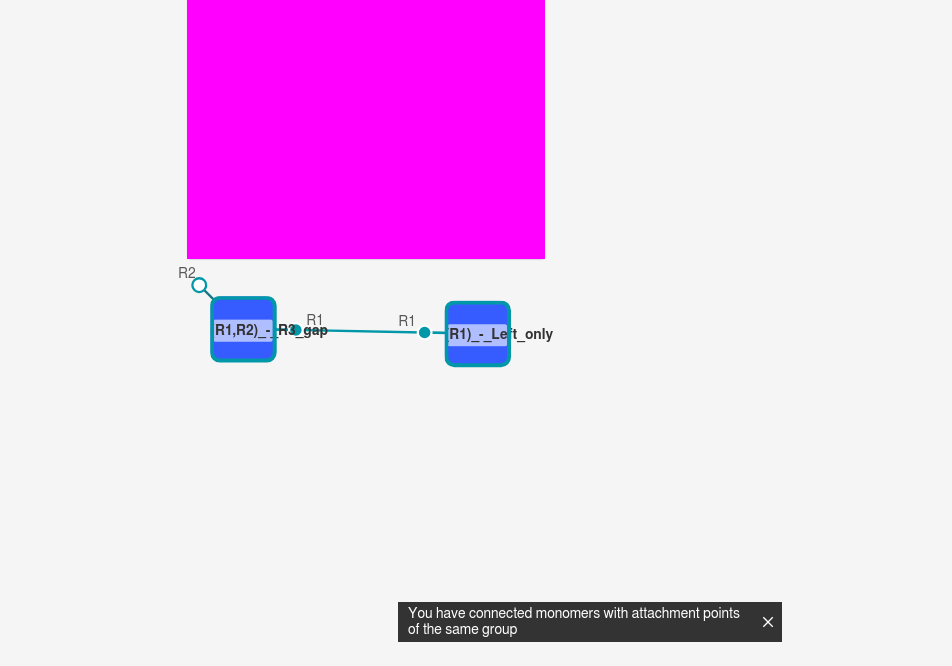 R2
R1
R1
R1,R2)_-_R3_gap
R1)_-_Left_only
You have connected monomers with attachment points
of the same group